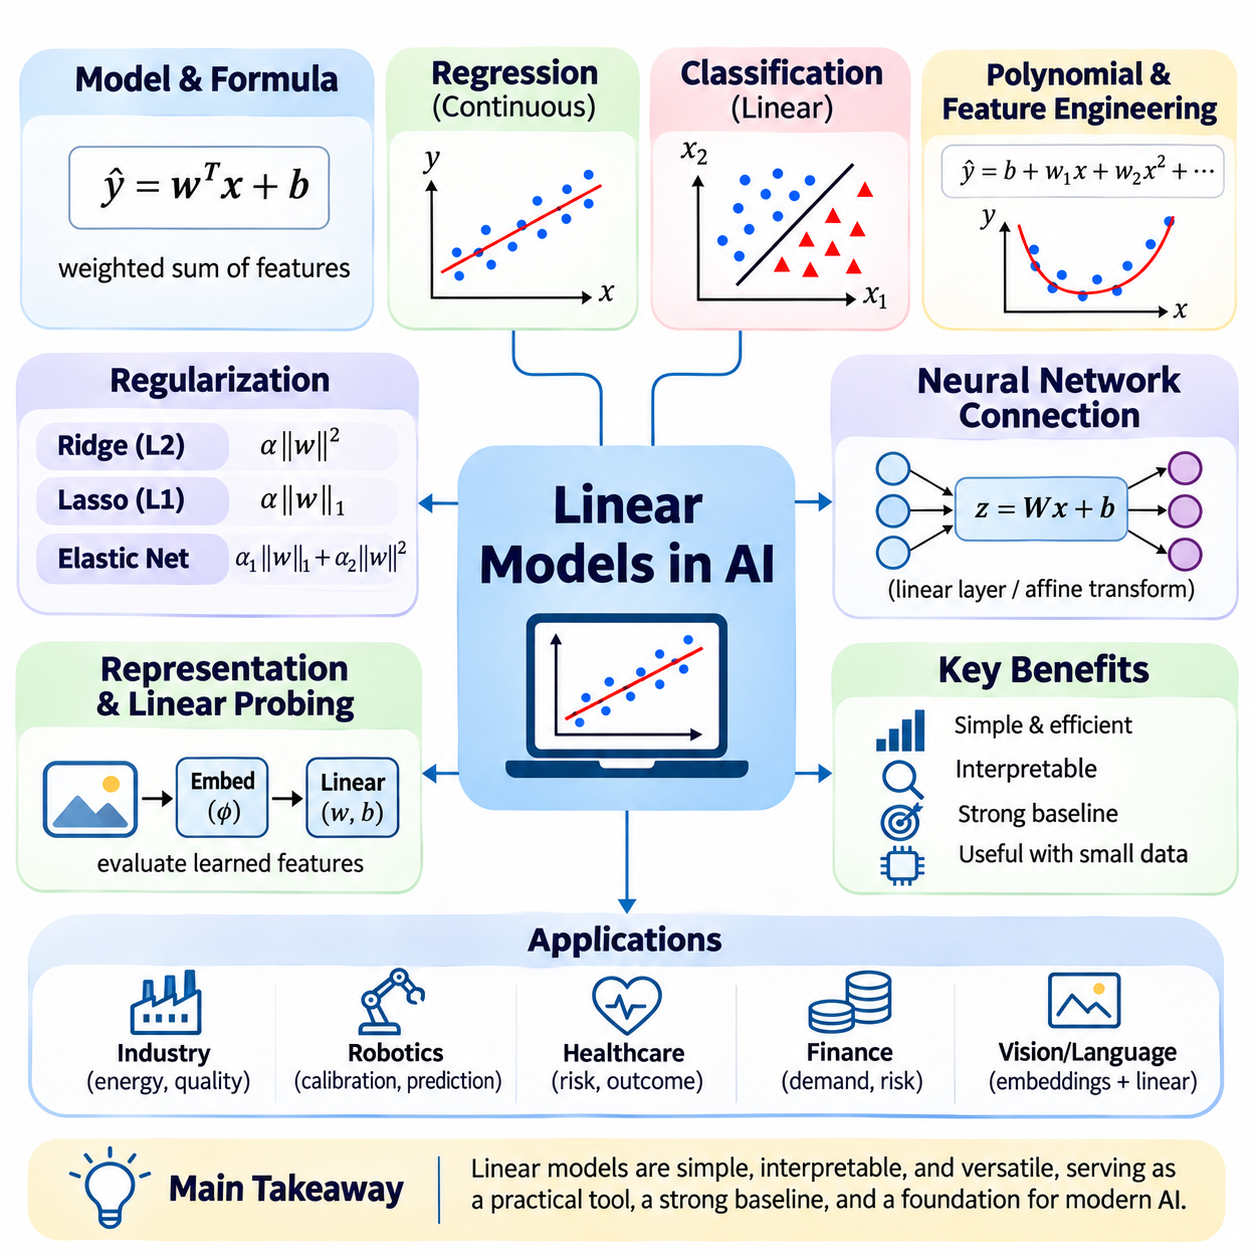 Model & Formula
ŷ = wᵀx + b
weighted sum of features
Regression
(Continuous)
y
x
Classification
(Linear)
x₂
x₁
Polynomial &
Feature Engineering
ŷ = b + w₁x + w₂x² + ⋯
y
x
Regularization
Ridge (L2) α‖w‖²
Lasso (L1) α‖w‖₁
Elastic Net α₁‖w‖₁ + α₂‖w‖²
Linear
Models in AI
Neural Network
Connection
z = Wx + b
(linear layer / affine transform)
Representation
& Linear Probing
Embed
(ϕ)
Linear
(w, b)
evaluate learned features
Key Benefits
Simple & efficient
Interpretable
Strong baseline
Useful with small data
Applications
Industry
(energy, quality)
Robotics
(calibration, prediction)
Healthcare
(risk, outcome)
Finance
(demand, risk)
Vision/Language
(embeddings + linear)
Main Takeaway
Linear models are simple, interpretable, and versatile, serving as
a practical tool, a strong baseline, and a foundation for modern AI.